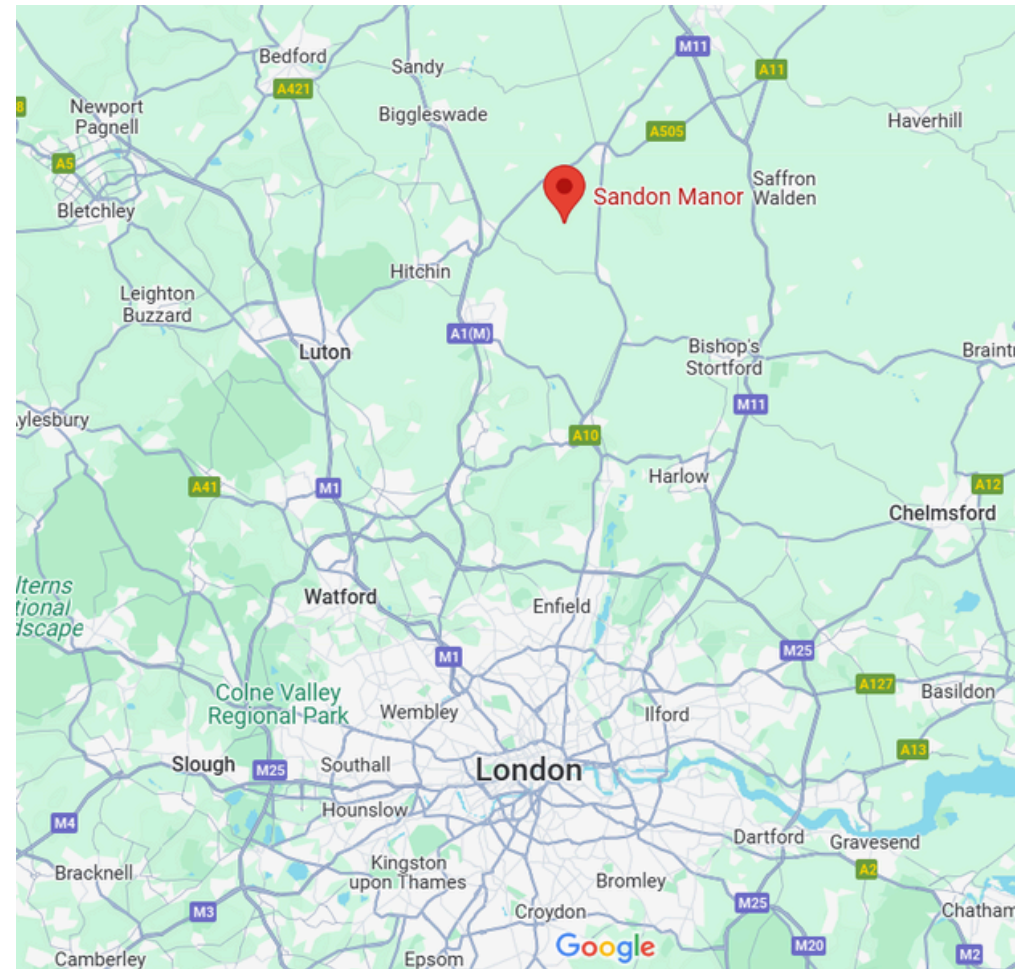 M11
Bedford
Sandy
A11
A421
Newport
Pagnell
8
Biggleswade
Haverhill
A505
A5
Saffron
Walden
Sandon Manor
Bletchley
Hitchin
Leighton
Buzzard
A1(M)
Luton
Bishop's
Stortford
Braint
M11
ylesbury
A10
Harlow
A41
M1
A12
Chelmsford
lterns
tional
dscape
Watford
Enfield
M25
M1
A127
Colne Valley
Regional Park
Basildon
Wembley
Ilford
A13
Slough
M25
Southall
London
Hounslow
M4
Dartford
Gravesend
Bracknell
Kingston
upon Thames
A2
Bromley
M3
Croydon
M25
Chatham
Google
M20
M2
Camberley
Epsom